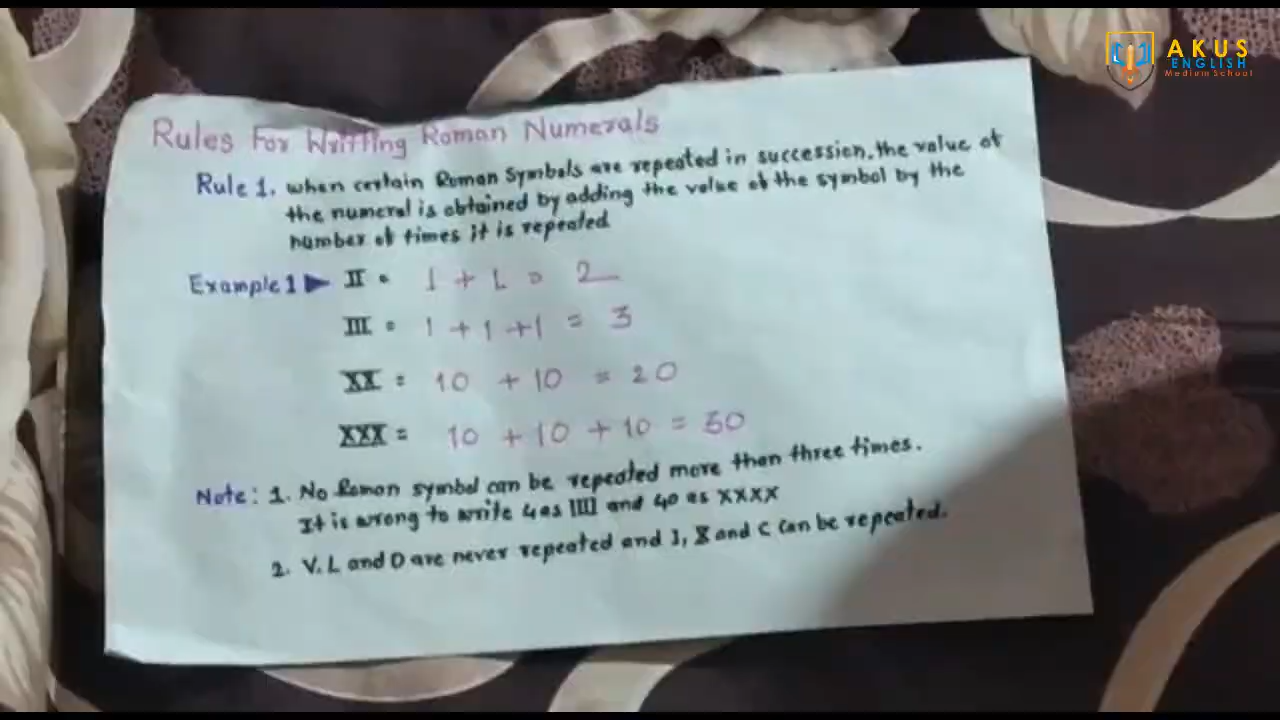 AKUS
ENGLISH
Medium School
Rules For Writting Roman Numerals
Rule 1. when certain Roman Symbols are repeated in succession, the value of
the numeral is obtained by adding the value of the symbol by the
number of times it is repeated
Example 1 ▶ II = 1 + 1 = 2
III = 1 + 1 + 1 = 3
XX = 10 + 10 = 20
XXX = 10 + 10 + 10 = 30
Note: 1. No Roman symbol can be repeated more than three times.
It is wrong to write 4 as IIII and 40 as XXXX
2. V. L and D are never repeated and I, X and C can be repeated.